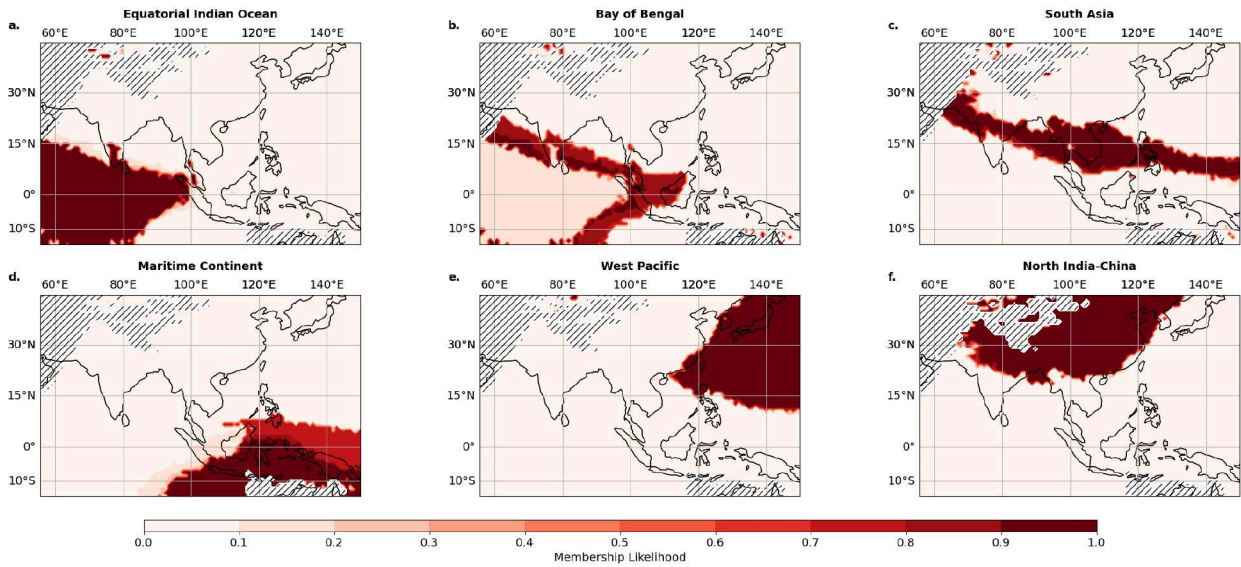 Equatorial Indian Ocean
Bay of Bengal
South Asia
a.
b.
c.
60°E 80°E 100°E 120°E 140°E
60°E 80°E 100°E 120°E 140°E
60°E 80°E 100°E 120°E 140°E
30°N
15°N
0°
10°S
30°N
15°N
0°
10°S
30°N
15°N
0°
10°S
Maritime Continent
West Pacific
North India-China
d.
e.
f.
60°E 80°E 100°E 120°E 140°E
60°E 80°E 100°E 120°E 140°E
60°E 80°E 100°E 120°E 140°E
30°N
15°N
0°
10°S
30°N
15°N
0°
10°S
30°N
15°N
0°
10°S
0.0 0.1 0.2 0.3 0.4 0.5 0.6 0.7 0.8 0.9 1.0
Membership Likelihood